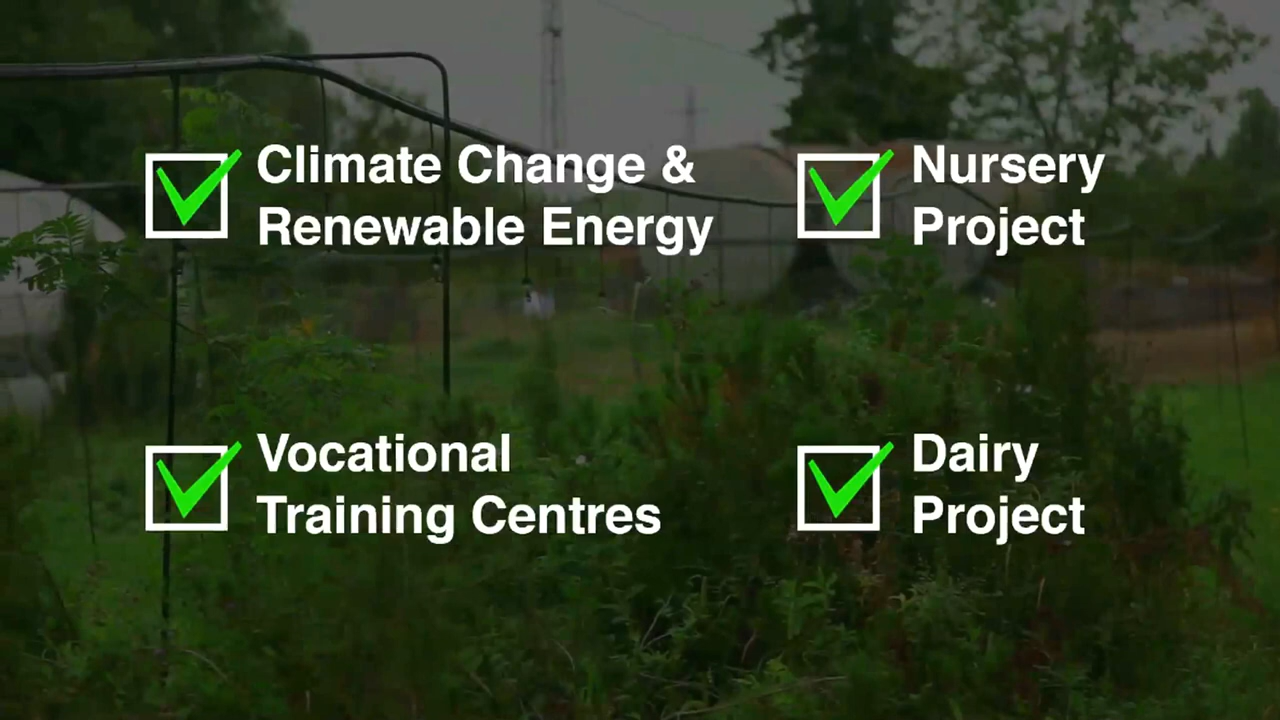 Climate Change &
Renewable Energy
Nursery
Project
Vocational
Training Centres
Dairy
Project